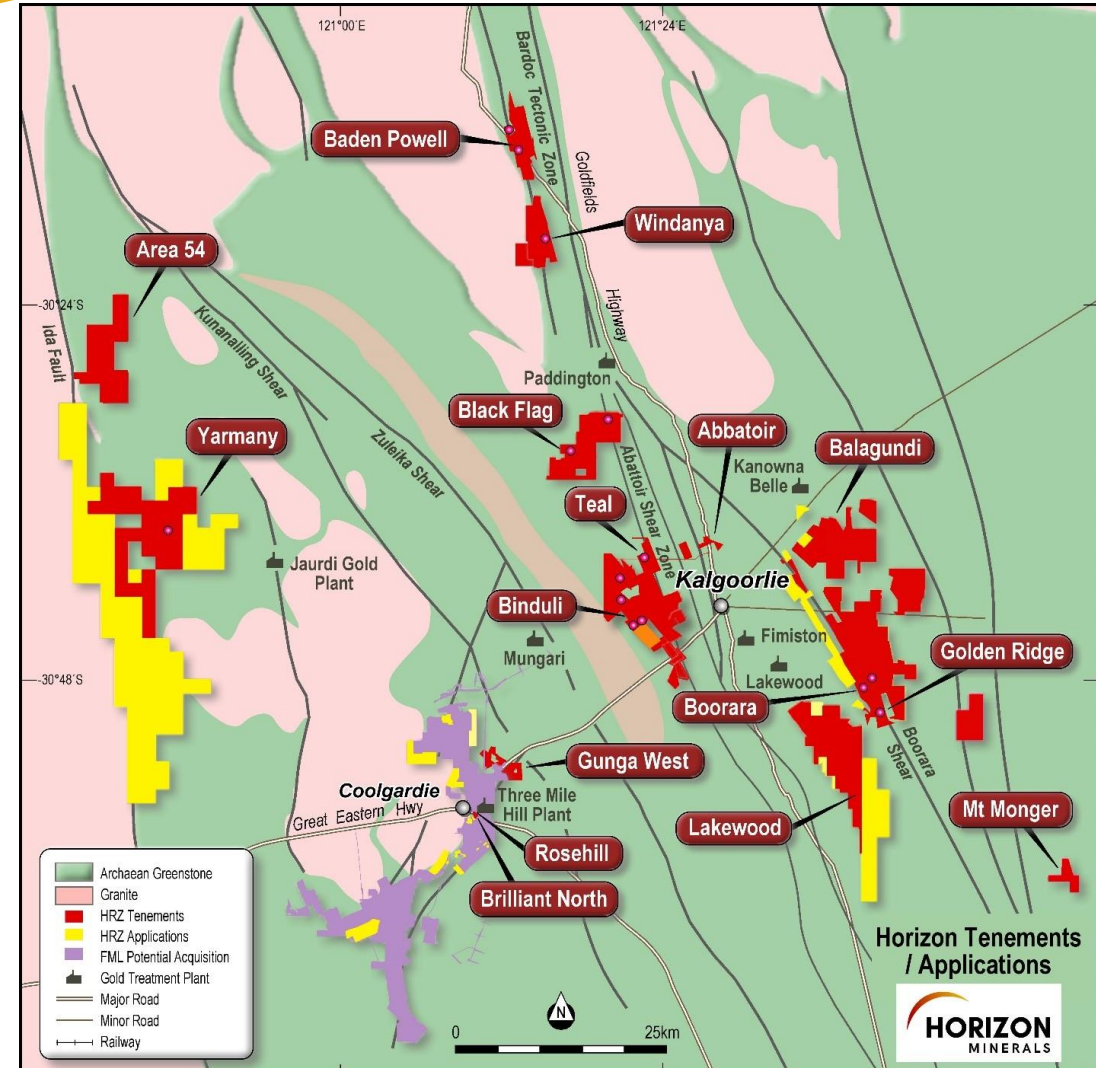 121°00´E
121°24´E
Bardoc Tectonic Zone
Baden Powell
Goldfields
Highway
Windanya
Area 54
-30°24´S
Ida Fault
Kunanalling Shear
Zuleika Shear
Paddington
Black Flag
Abbatoir
Yarmany
Abattoir Shear Zone
Kanowna
Belle
Balagundi
Teal
Jaurdi Gold
Plant
Kalgoorlie
Binduli
Mungari
Fimiston
Lakewood
Golden Ridge
-30°48´S
Boorara
Boorara
Shear
Gunga West
Coolgardie
Great Eastern Hwy
Three Mile
Hill Plant
Lakewood
Mt Monger
Rosehill
Brilliant North
Archaean Greenstone
Granite
HRZ Tenements
HRZ Applications
FML Potential Acquisition
Gold Treatment Plant
Major Road
Minor Road
Railway
N
0 25km
Horizon Tenements
/ Applications
HORIZON
MINERALS